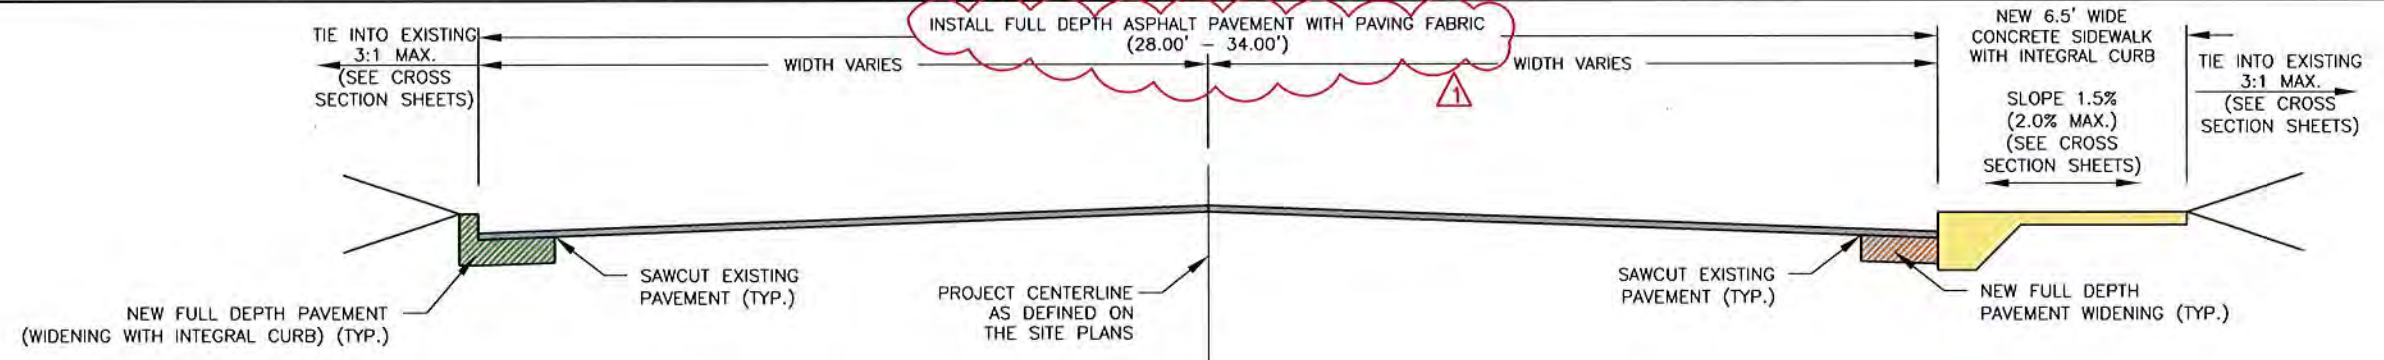 TIE INTO EXISTING
3:1 MAX.
(SEE CROSS
SECTION SHEETS)
INSTALL FULL DEPTH ASPHALT PAVEMENT WITH PAVING FABRIC
(28.00' - 34.00')
WIDTH VARIES
WIDTH VARIES
1
NEW 6.5' WIDE
CONCRETE SIDEWALK
WITH INTEGRAL CURB
SLOPE 1.5%
(2.0% MAX.)
(SEE CROSS
SECTION SHEETS)
TIE INTO EXISTING
3:1 MAX.
(SEE CROSS
SECTION SHEETS)
NEW FULL DEPTH PAVEMENT
(WIDENING WITH INTEGRAL CURB) (TYP.)
SAWCUT EXISTING
PAVEMENT (TYP.)
PROJECT CENTERLINE
AS DEFINED ON
THE SITE PLANS
SAWCUT EXISTING
PAVEMENT (TYP.)
NEW FULL DEPTH
PAVEMENT WIDENING (TYP.)